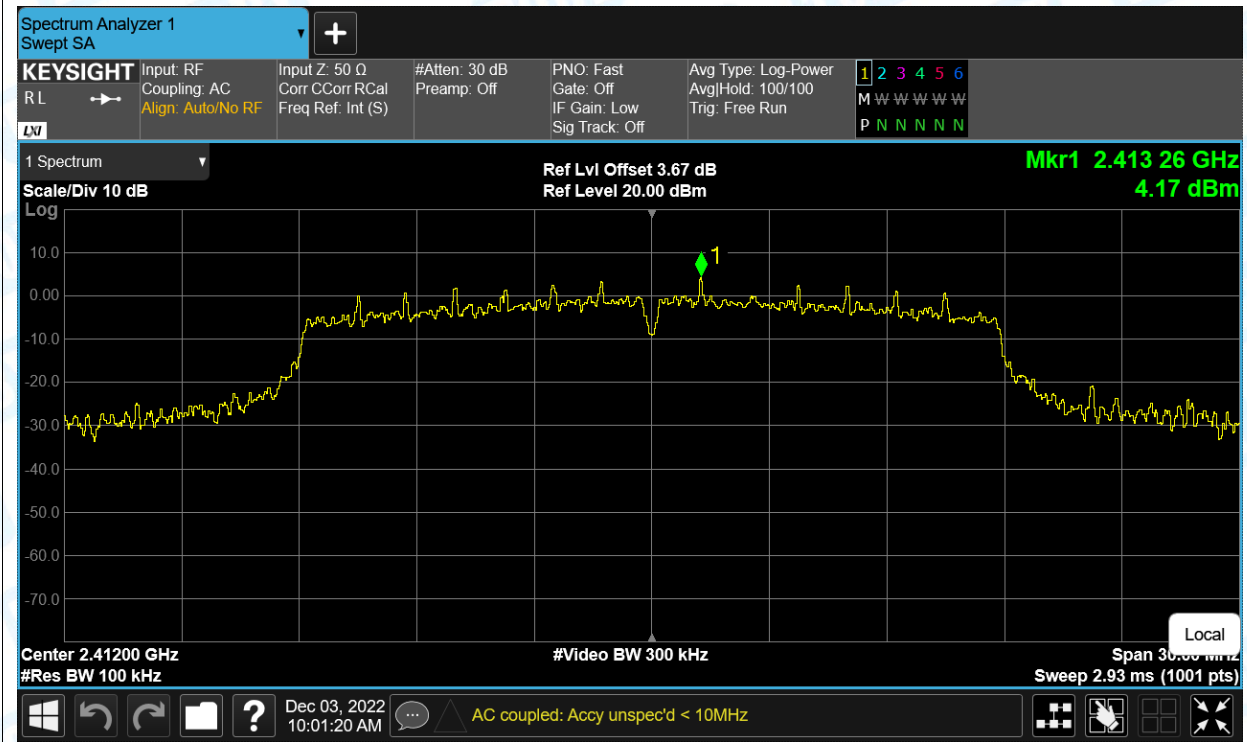 Spectrum Analyzer 1
Swept SA
KEYSIGHT
R L
LXI
Input: RF
Coupling: AC
Align: Auto/No RF
Input Z: 50 Ω
Corr CCorr RCal
Freq Ref: Int (S)
#Atten: 30 dB
Preamp: Off
PNO: Fast
Gate: Off
IF Gain: Low
Sig Track: Off
Avg Type: Log-Power
Avg|Hold: 100/100
Trig: Free Run
1 2 3 4 5 6
M W W W W W W
P N N N N N N
1 Spectrum
Scale/Div 10 dB
Ref Lvl Offset 3.67 dB
Ref Level 20.00 dBm
Mkr1 2.413 26 GHz
4.17 dBm
Log
10.0
0.00
-10.0
-20.0
-30.0
-40.0
-50.0
-60.0
-70.0
1
Local
Center 2.41200 GHz
#Res BW 100 kHz
#Video BW 300 kHz
Span 30.00 MHz
Sweep 2.93 ms (1001 pts)
?
Dec 03, 2022
10:01:20 AM
AC coupled: Accy unspec'd < 10MHz